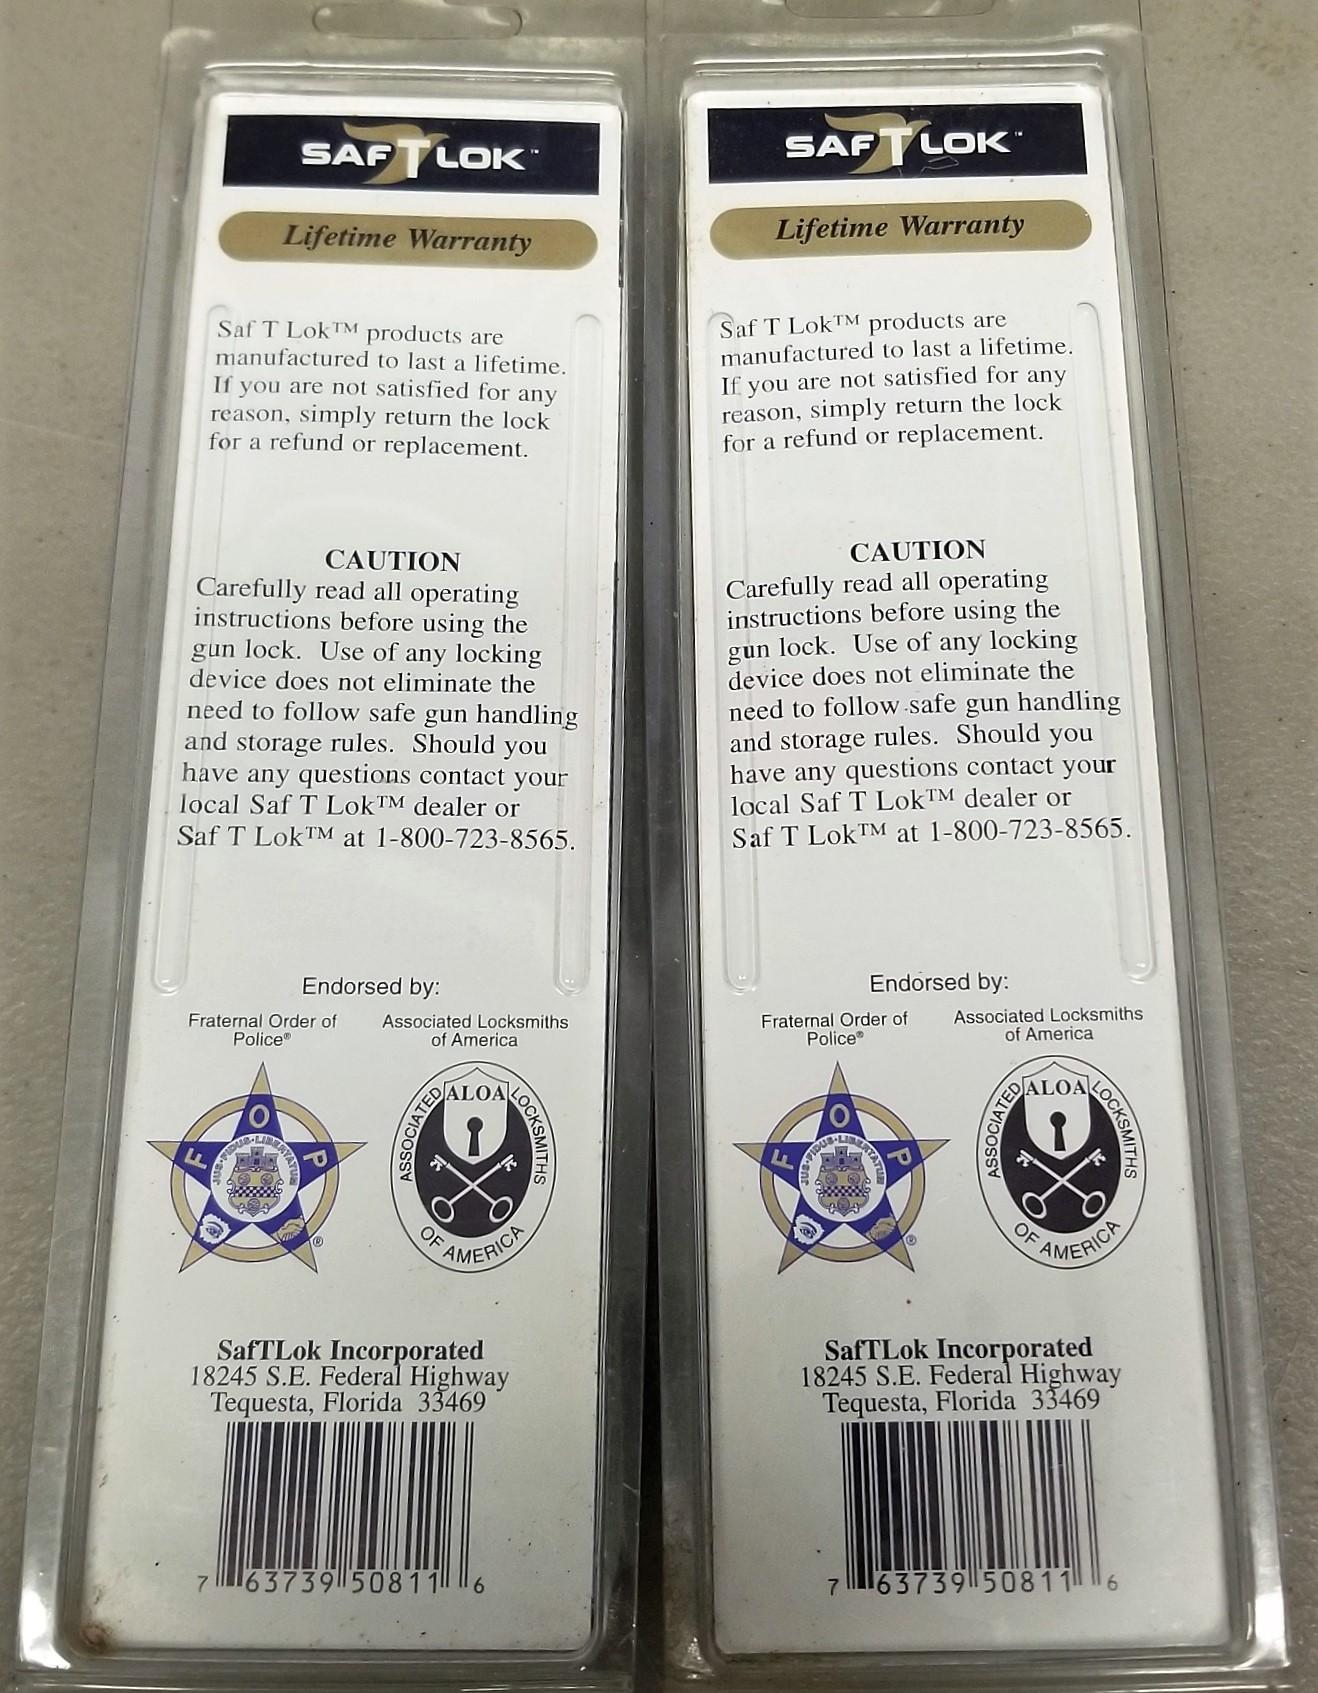 SAF T LOK™
Lifetime Warranty
Saf T Lok™ products are
manufactured to last a lifetime.
If you are not satisfied for any
reason, simply return the lock
for a refund or replacement.
CAUTION
Carefully read all operating
instructions before using the
gun lock. Use of any locking
device does not eliminate the
need to follow safe gun handling
and storage rules. Should you
have any questions contact your
local Saf T Lok™ dealer or
Saf T Lok™ at 1-800-723-8565.
Endorsed by:
Fraternal Order of
Police®
F O P
JUS·FIDUS·LIBERTATUM
®
Associated Locksmiths
of America
ALOA
ASSOCIATED LOCKSMITHS
OF AMERICA
SafTLok Incorporated
18245 S.E. Federal Highway
Tequesta, Florida 33469
7 63739 50811 6
SAF T LOK™
Lifetime Warranty
Saf T Lok™ products are
manufactured to last a lifetime.
If you are not satisfied for any
reason, simply return the lock
for a refund or replacement.
CAUTION
Carefully read all operating
instructions before using the
gun lock. Use of any locking
device does not eliminate the
need to follow safe gun handling
and storage rules. Should you
have any questions contact your
local Saf T Lok™ dealer or
Saf T Lok™ at 1-800-723-8565.
Endorsed by:
Fraternal Order of
Police®
F O P
JUS·FIDUS·LIBERTATUM
®
Associated Locksmiths
of America
ALOA
ASSOCIATED LOCKSMITHS
OF AMERICA
SafTLok Incorporated
18245 S.E. Federal Highway
Tequesta, Florida 33469
7 63739 50811 6